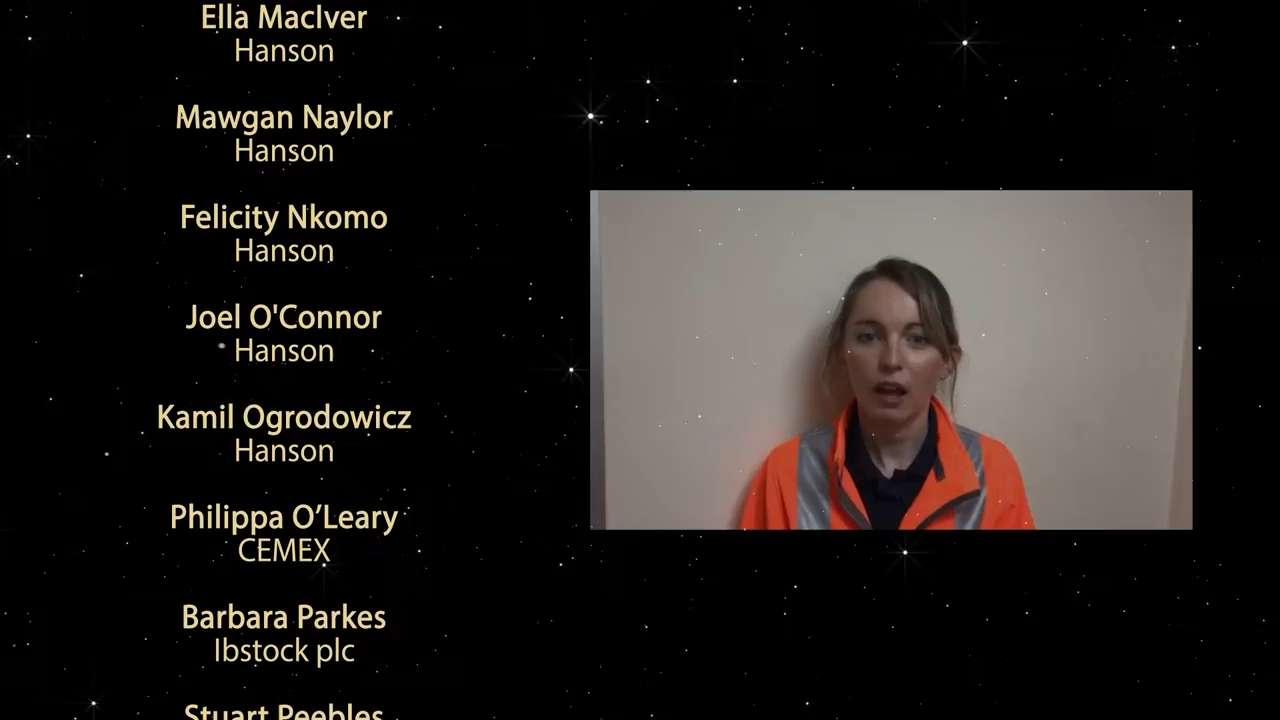 Ella MacIver
Hanson
Mawgan Naylor
Hanson
Felicity Nkomo
Hanson
Joel O'Connor
Hanson
Kamil Ogrodowicz
Hanson
Philippa O’Leary
CEMEX
Barbara Parkes
Ibstock plc
Stuart Peebles